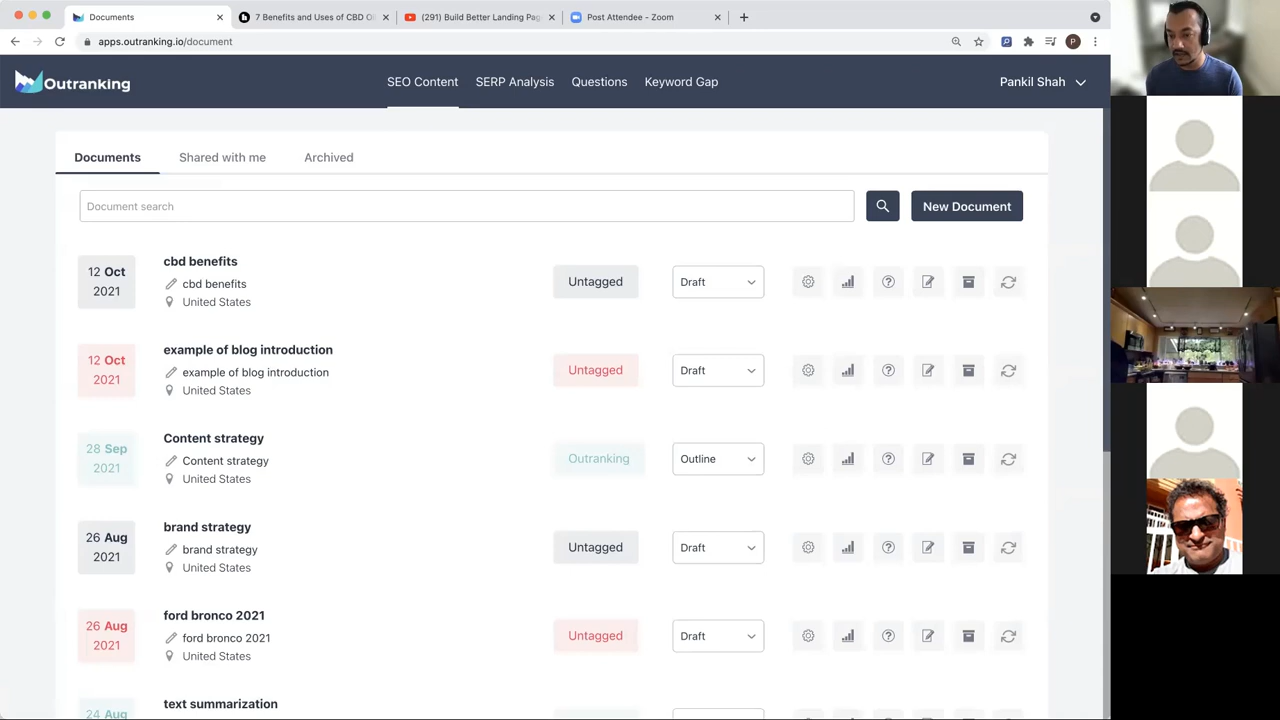 Documents
7 Benefits and Uses of CBD O
(291) Build Better Landing Pag
Post Attendee - Zoom
apps.outranking.io/document
P
Outranking
SEO Content
SERP Analysis
Questions
Keyword Gap
Pankil Shah
Documents
Shared with me
Archived
Document search
New Document
12 Oct
2021
cbd benefits
cbd benefits
United States
Untagged
Draft
12 Oct
2021
example of blog introduction
example of blog introduction
United States
Untagged
Draft
28 Sep
2021
Content strategy
Content strategy
United States
Outranking
Outline
26 Aug
2021
brand strategy
brand strategy
United States
Untagged
Draft
26 Aug
2021
ford bronco 2021
ford bronco 2021
United States
Untagged
Draft
24 Aug
text summarization